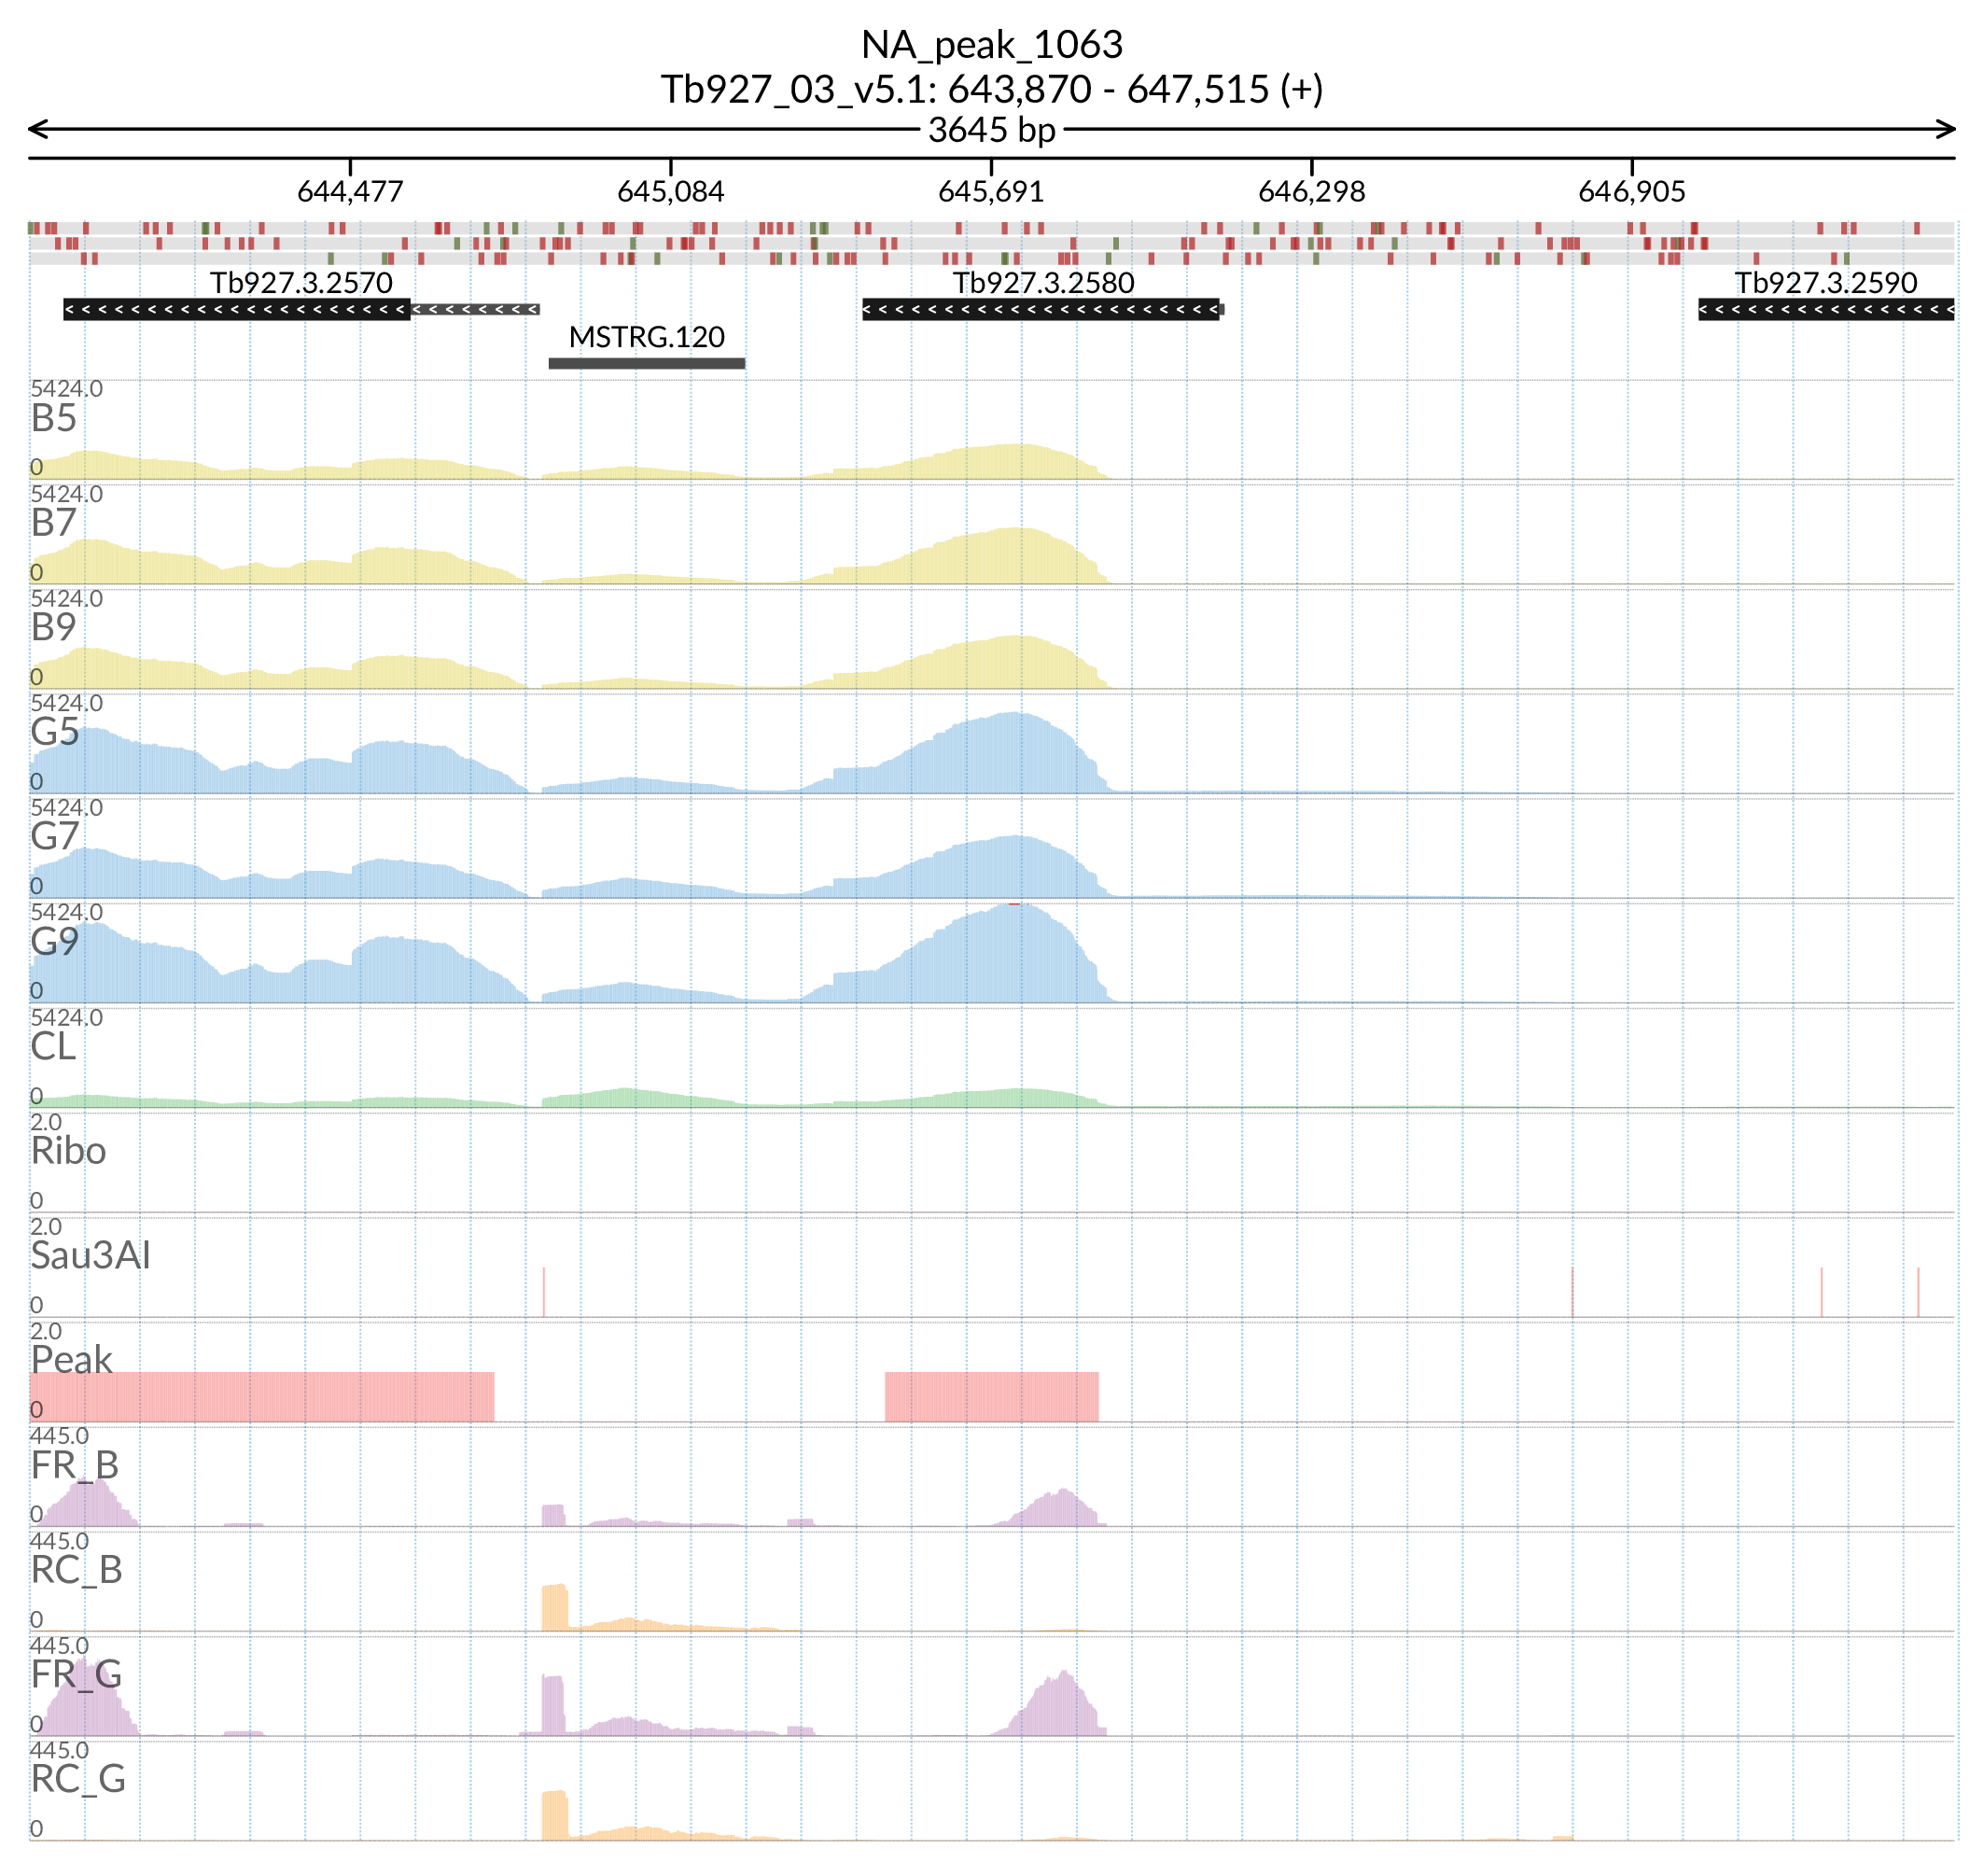 NA_peak_1063
Tb927_03_v5.1: 643,870 - 647,515 (+)
3645 bp
644,477 645,084 645,691 646,298 646,905
Tb927.3.2570 Tb927.3.2580 Tb927.3.2590
MSTRG.120
5424.0
B5
0
5424.0
B7
0
5424.0
B9
0
5424.0
G5
0
5424.0
G7
0
5424.0
G9
0
5424.0
CL
0
2.0
Ribo
0
2.0
Sau3AI
0
2.0
Peak
0
445.0
FR_B
0
445.0
RC_B
0
445.0
FR_G
0
445.0
RC_G
0